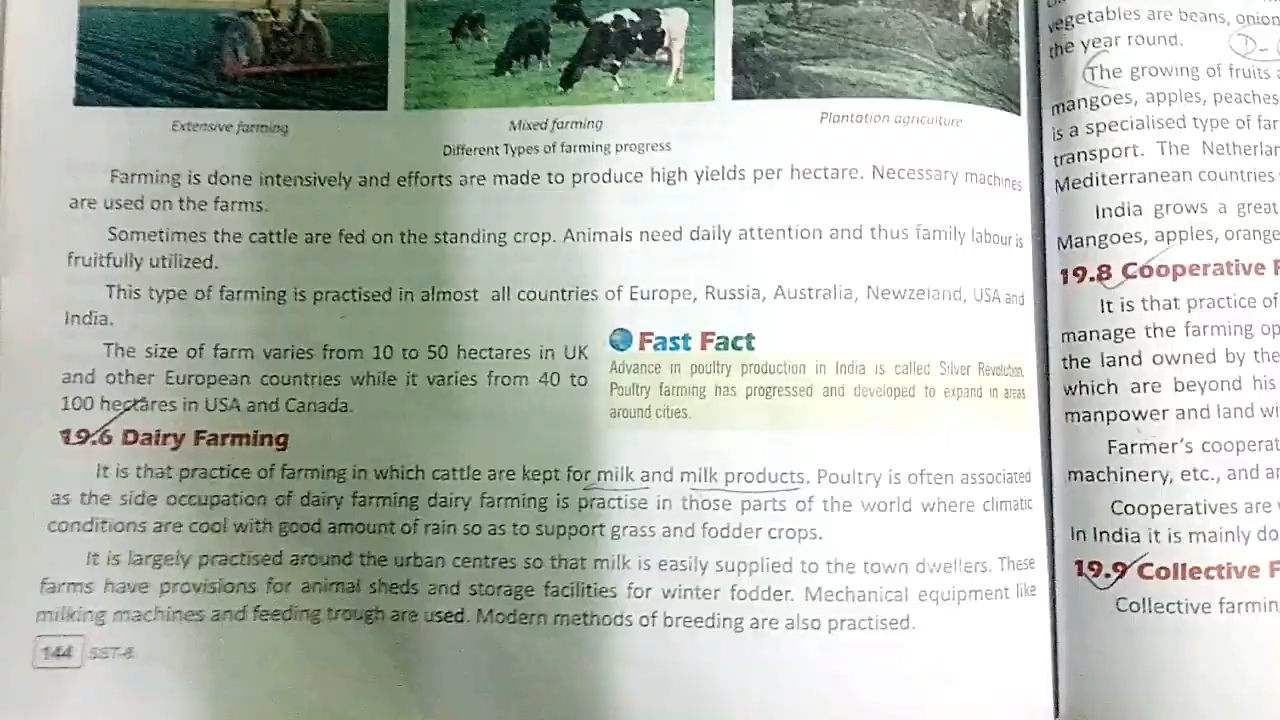 Extensive farming
Mixed farming
Plantation agriculture
Different Types of farming progress
Farming is done intensively and efforts are made to produce high yields per hectare. Necessary machines
are used on the farms.
Sometimes the cattle are fed on the standing crop. Animals need daily attention and thus family labour is
fruitfully utilized.
This type of farming is practised in almost all countries of Europe, Russia, Australia, Newzeland, USA and
India.
The size of farm varies from 10 to 50 hectares in UK
and other European countries while it varies from 40 to
100 hectares in USA and Canada.
Fast Fact
Advance in poultry production in India is called Silver Revolution.
Poultry farming has progressed and developed to expand in areas
around cities.
19.6 Dairy Farming
It is that practice of farming in which cattle are kept for milk and milk products. Poultry is often associated
as the side occupation of dairy farming dairy farming is practise in those parts of the world where climatic
conditions are cool with good amount of rain so as to support grass and fodder crops.
It is largely practised around the urban centres so that milk is easily supplied to the town dwellers. These
farms have provisions for animal sheds and storage facilities for winter fodder. Mechanical equipment like
milking machines and feeding trough are used. Modern methods of breeding are also practised.
144 SST-8
vegetables are beans, onion
the year round.
The growing of fruits
mangoes, apples, peaches
is a specialised type of far
transport. The Netherlan
Mediterranean countries
India grows a great
Mangoes, apples, orange
19.8 Cooperative F
It is that practice of
manage the farming op
the land owned by the
which are beyond his
manpower and land wi
Farmer's cooperat
machinery, etc., and ar
Cooperatives are
In India it is mainly do
19.9 Collective F
Collective farmin